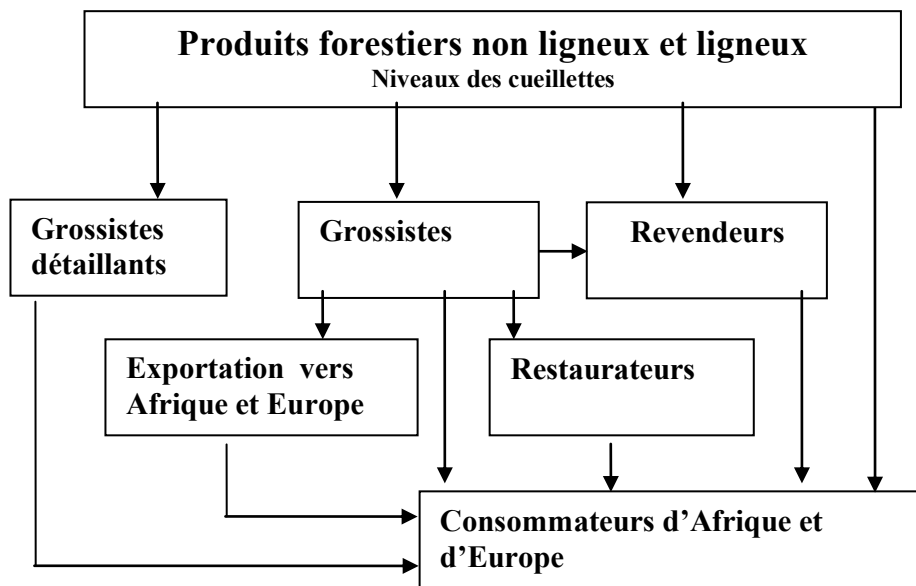 Produits forestiers non ligneux et ligneux
Niveaux des cueillettes
Grossistes
détaillants
Grossistes
Revendeurs
Exportation vers
Afrique et Europe
Restaurateurs
Consommateurs d’Afrique et
d’Europe